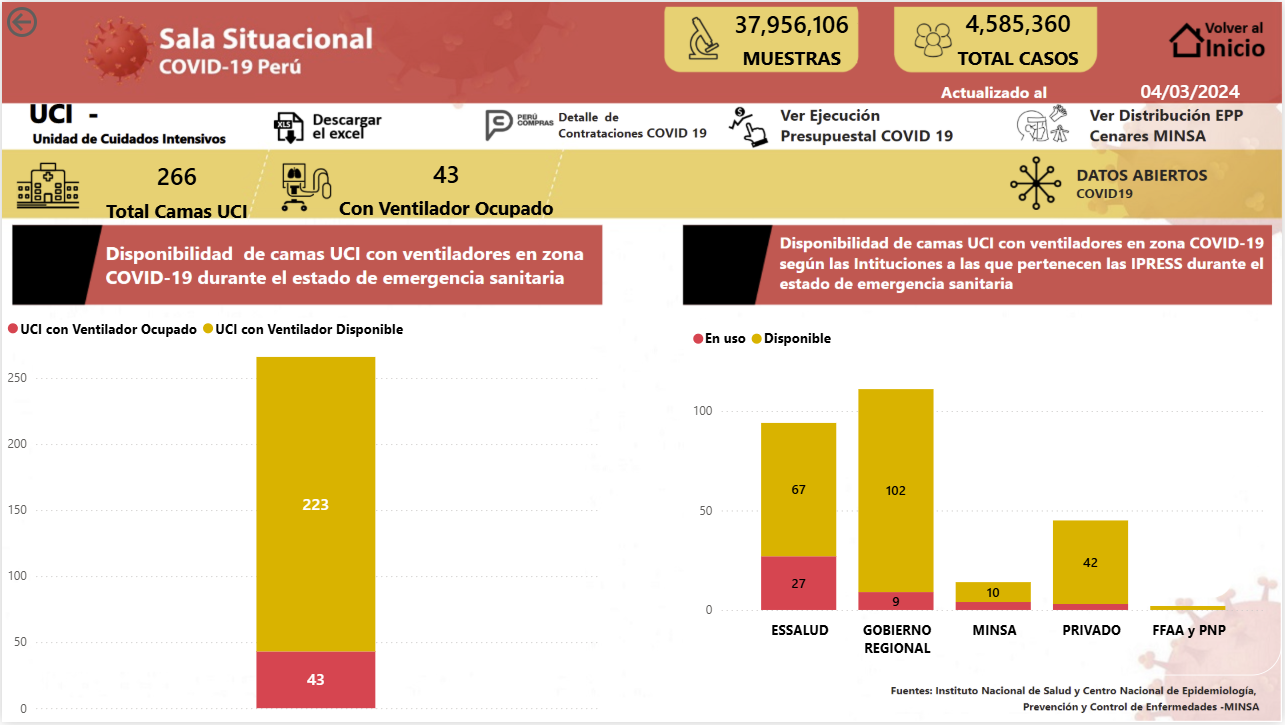 Sala Situacional
COVID-19 Perú
37,956,106
MUESTRAS
4,585,360
TOTAL CASOS
Volver al
Inicio
Actualizado al 04/03/2024
UCI -
Unidad de Cuidados Intensivos
XLS
Descargar
el excel
PERÚ
COMPRAS
Detalle de
Contrataciones COVID 19
Ver Ejecución
Presupuestal COVID 19
Ver Distribución EPP
Cenares MINSA
266
Total Camas UCI
43
Con Ventilador Ocupado
DATOS ABIERTOS
COVID19
Disponibilidad de camas UCI con ventiladores en zona
COVID-19 durante el estado de emergencia sanitaria
UCI con Ventilador Ocupado UCI con Ventilador Disponible
250
200
150
100
50
0
223
43
Disponibilidad de camas UCI con ventiladores en zona COVID-19
según las Intituciones a las que pertenecen las IPRESS durante el
estado de emergencia sanitaria
En uso Disponible
100
50
0
67
27
102
9
10
42
ESSALUD
GOBIERNO
REGIONAL
MINSA
PRIVADO
FFAA y PNP
Fuentes: Instituto Nacional de Salud y Centro Nacional de Epidemiología,
Prevención y Control de Enfermedades -MINSA